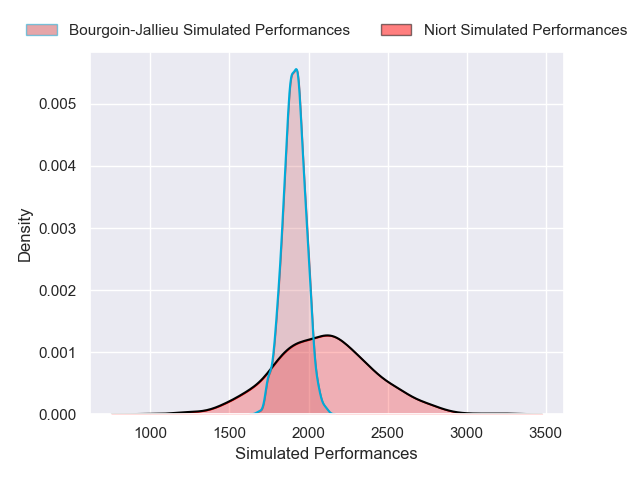 Bourgoin-Jallieu Simulated Performances Niort Simulated Performances
0.005
0.004
0.003
0.002
0.001
0.000
Density
1000 1500 2000 2500 3000 3500
Simulated Performances